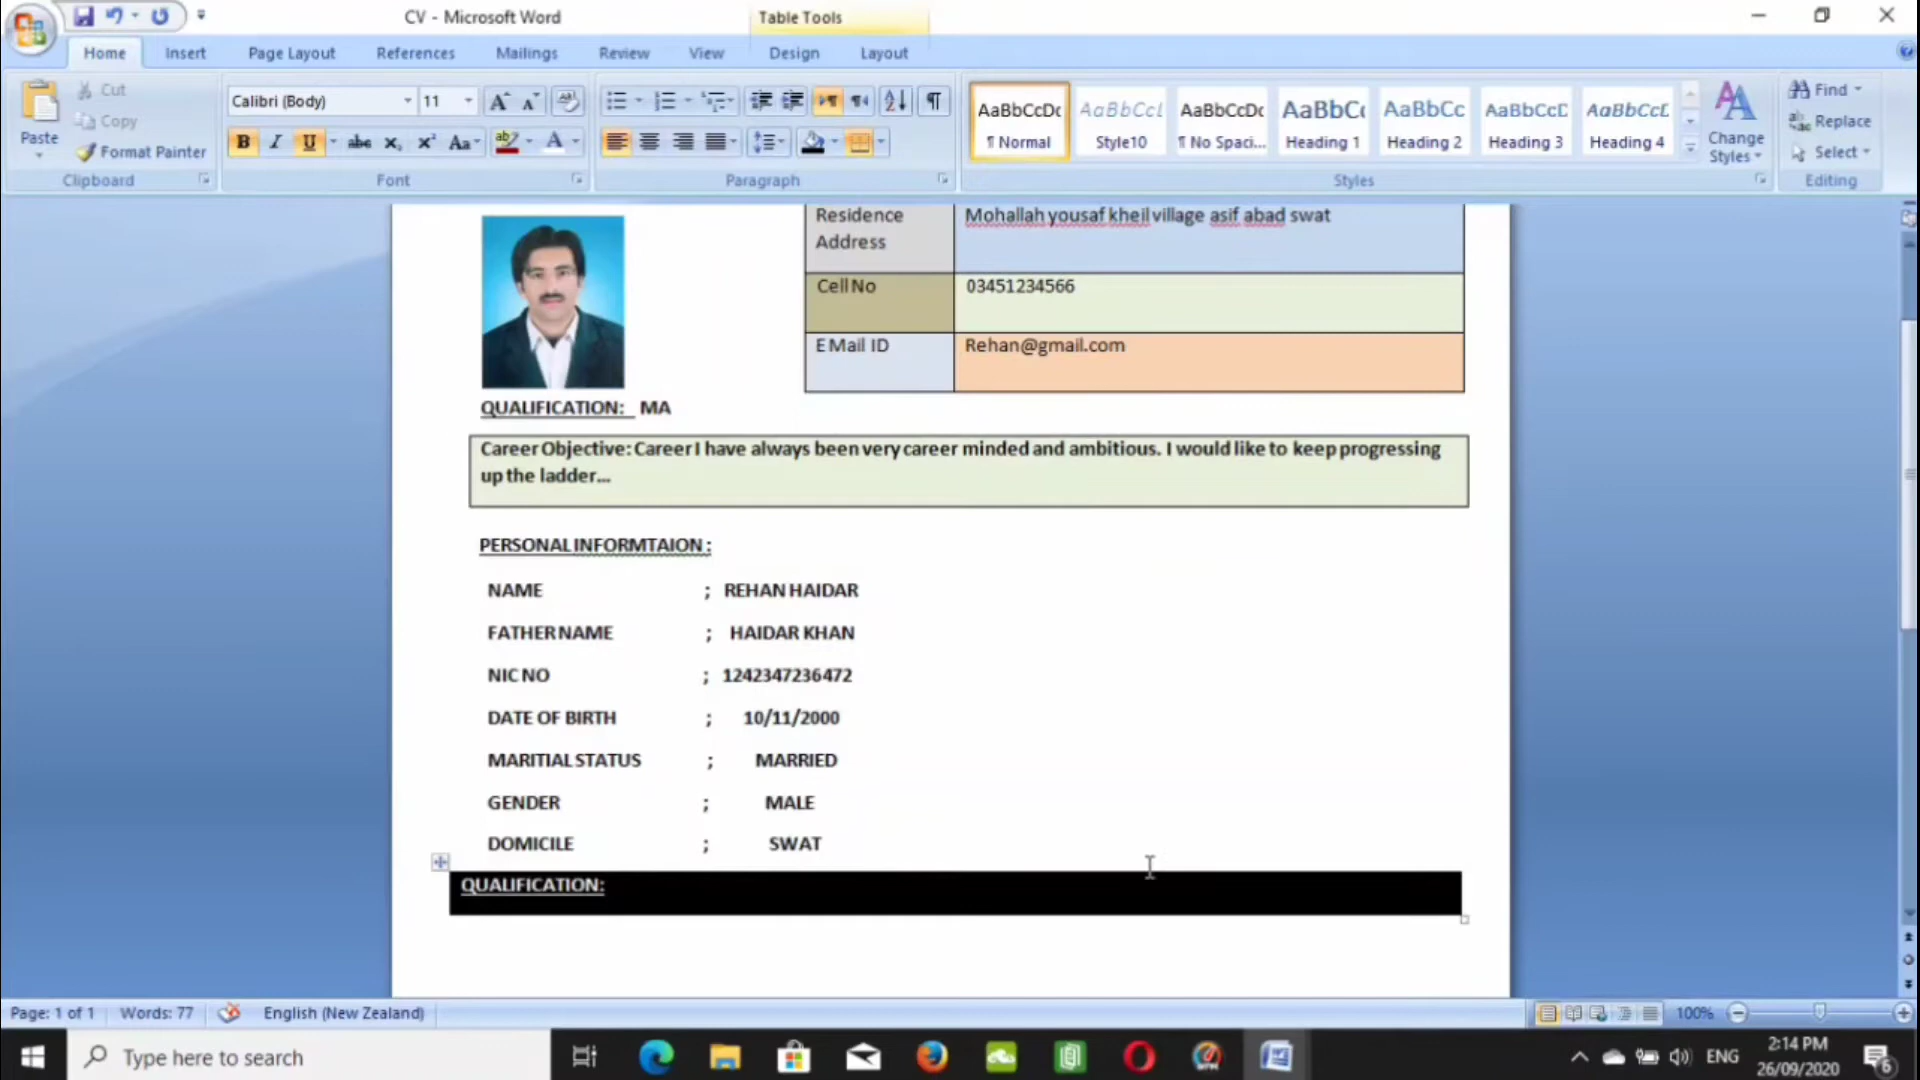 CV - Microsoft Word
Table Tools
Home
Insert
Page Layout
References
Mailings
Review
View
Design
Layout
Paste
Cut
Copy
Format Painter
Clipboard
Calibri (Body)
11
Font
Paragraph
AaBbCcDc
¶ Normal
AaBbCcL
Style10
AaBbCcDc
¶ No Spaci...
AaBbC
Heading 1
AaBbCc
Heading 2
AaBbCcD
Heading 3
AaBbCcD
Heading 4
Change
Styles
Styles
Find
Replace
Select
Editing
Residence
Address
Mohallah yousaf kheil village asif abad swat
Cell No
03451234566
E Mail ID
Rehan@gmail.com
QUALIFICATION: MA
Career Objective: Career I have always been very career minded and ambitious. I would like to keep progressing
up the ladder...
PERSONAL INFORMTAION :
NAME ; REHAN HAIDAR
FATHER NAME ; HAIDAR KHAN
NIC NO ; 1242347236472
DATE OF BIRTH ; 10/11/2000
MARITIAL STATUS ; MARRIED
GENDER ; MALE
DOMICILE ; SWAT
QUALIFICATION:
Page: 1 of 1
Words: 77
English (New Zealand)
100%
Type here to search
ENG
2:14 PM
26/09/2020
6